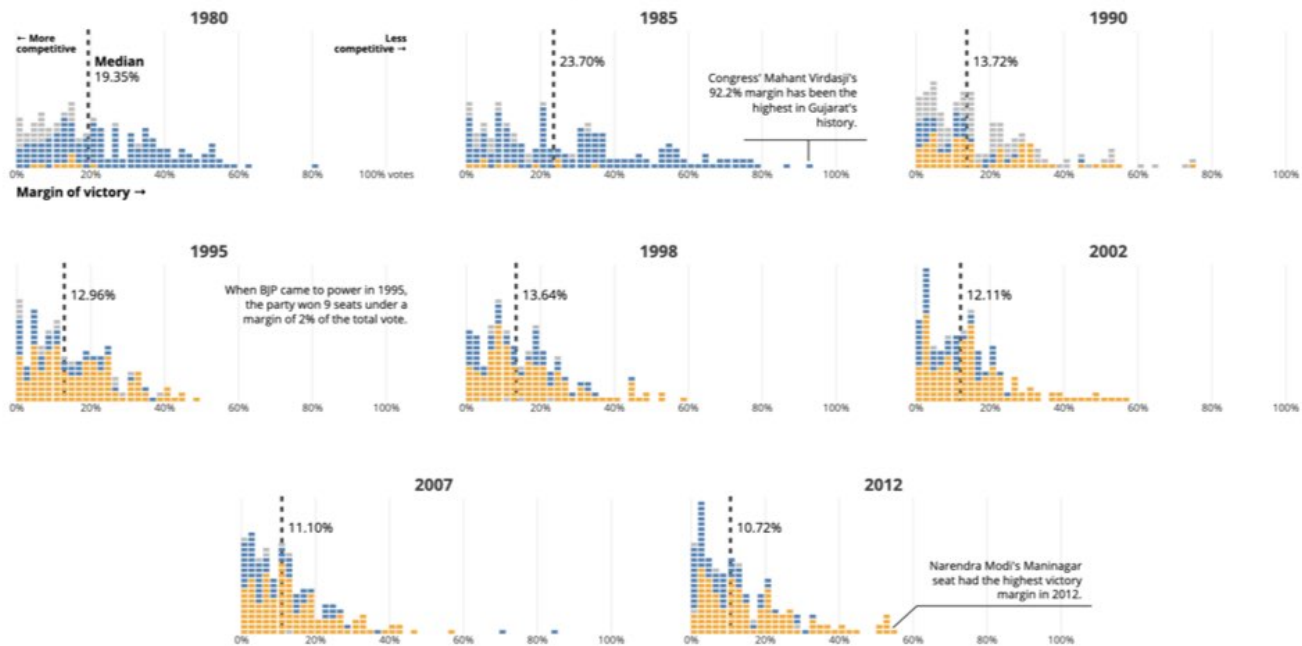 1980
1985
1990
← More
competitive
Less
competitive →
Median
19.35%
23.70%
Congress' Mahant Virdasji's
92.2% margin has been the
highest in Gujarat's
history.
13.72%
0% 20% 40% 60% 80% 100% votes
0% 20% 40% 60% 80% 100%
0% 20% 40% 60% 80% 100%
Margin of victory →
1995
1998
2002
12.96%
When BJP came to power in 1995,
the party won 9 seats under a
margin of 2% of the total vote.
13.64%
12.11%
0% 20% 40% 60% 80% 100%
0% 20% 40% 60% 80% 100%
0% 20% 40% 60% 80% 100%
2007
2012
11.10%
10.72%
Narendra Modi's Maninagar
seat had the highest victory
margin in 2012.
0% 20% 40% 60% 80% 100%
0% 20% 40% 60% 80% 100%